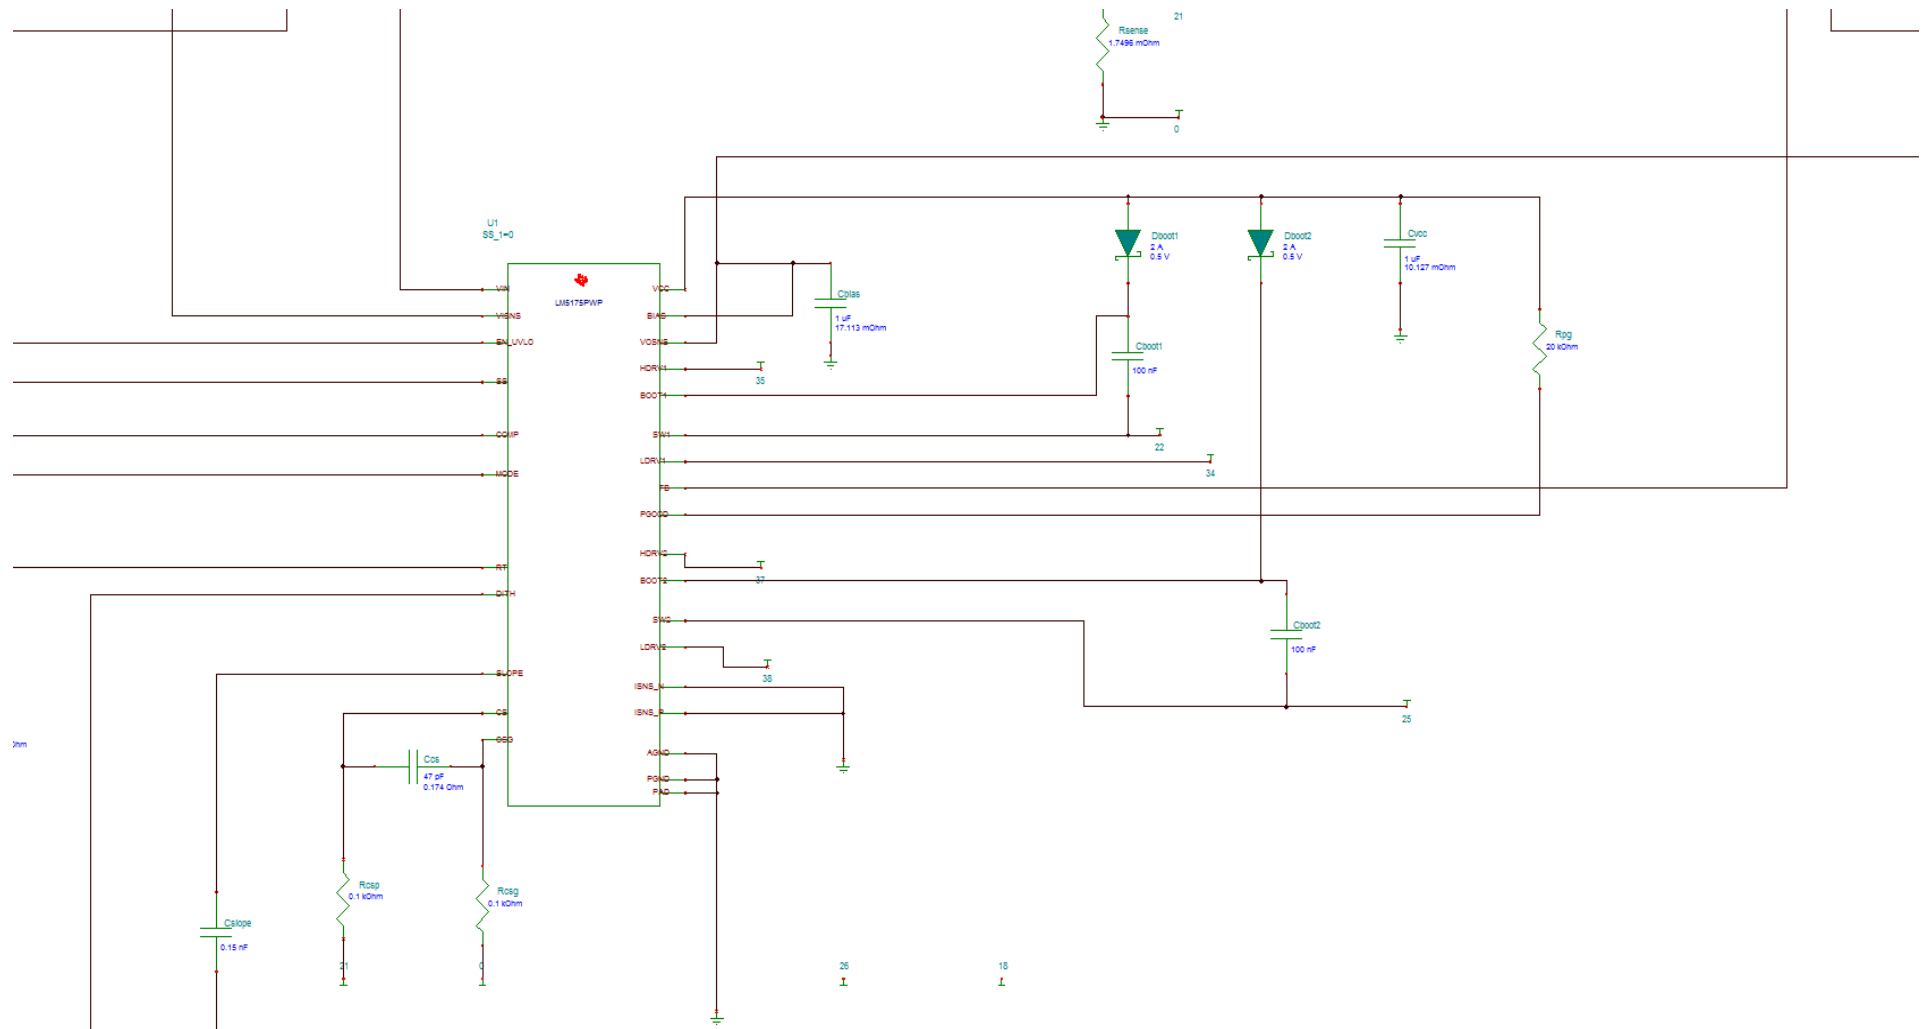 21
Rsense
1.7496 mOhm
0
U1
SS_1=0
LM5175PWP
VIN
VISNS
EN_UVLO
SS
COMP
MODE
RT
DITH
SLOPE
CS
CSG
VCC
BIAS
VOSNS
HDRV1
BOOT1
SW1
LDRV1
FB
PGOOD
HDRV2
BOOT2
SW2
LDRV2
ISNS_N
ISNS_P
AGND
PGND
PAD
Cbias
1 uF
17.113 mOhm
35
Dboot1
2 A
0.5 V
Dboot2
2 A
0.5 V
Cvcc
1 uF
10.127 mOhm
Cboot1
100 nF
Rpg
20 kOhm
22
34
37
38
Cboot2
100 nF
25
Ohm
Ccs
47 pF
0.174 Ohm
Rcsp
0.1 kOhm
Rcsg
0.1 kOhm
Cslope
0.15 nF
21
0
26
18